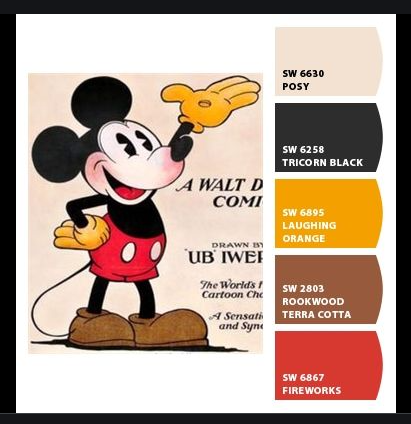 A WALT D
COMI
DRAWN BY
"UB" IWER
The World's f
Cartoon Cha
A Sensati
and Sync
SW 6630
POSY
SW 6258
TRICORN BLACK
SW 6895
LAUGHING
ORANGE
SW 2803
ROOKWOOD
TERRA COTTA
SW 6867
FIREWORKS